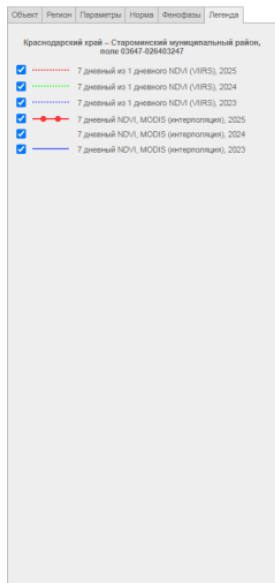 Объект Регион Параметры Норма Фенофазы Легенда
Краснодарский край – Староминский муниципальный район,
поле 03647-026403247
7 дневный из 1 дневного NDVI (VIIRS), 2025
7 дневный из 1 дневного NDVI (VIIRS), 2024
7 дневный из 1 дневного NDVI (VIIRS), 2023
7 дневный NDVI, MODIS (интерполяция), 2025
7 дневный NDVI, MODIS (интерполяция), 2024
7 дневный NDVI, MODIS (интерполяция), 2023